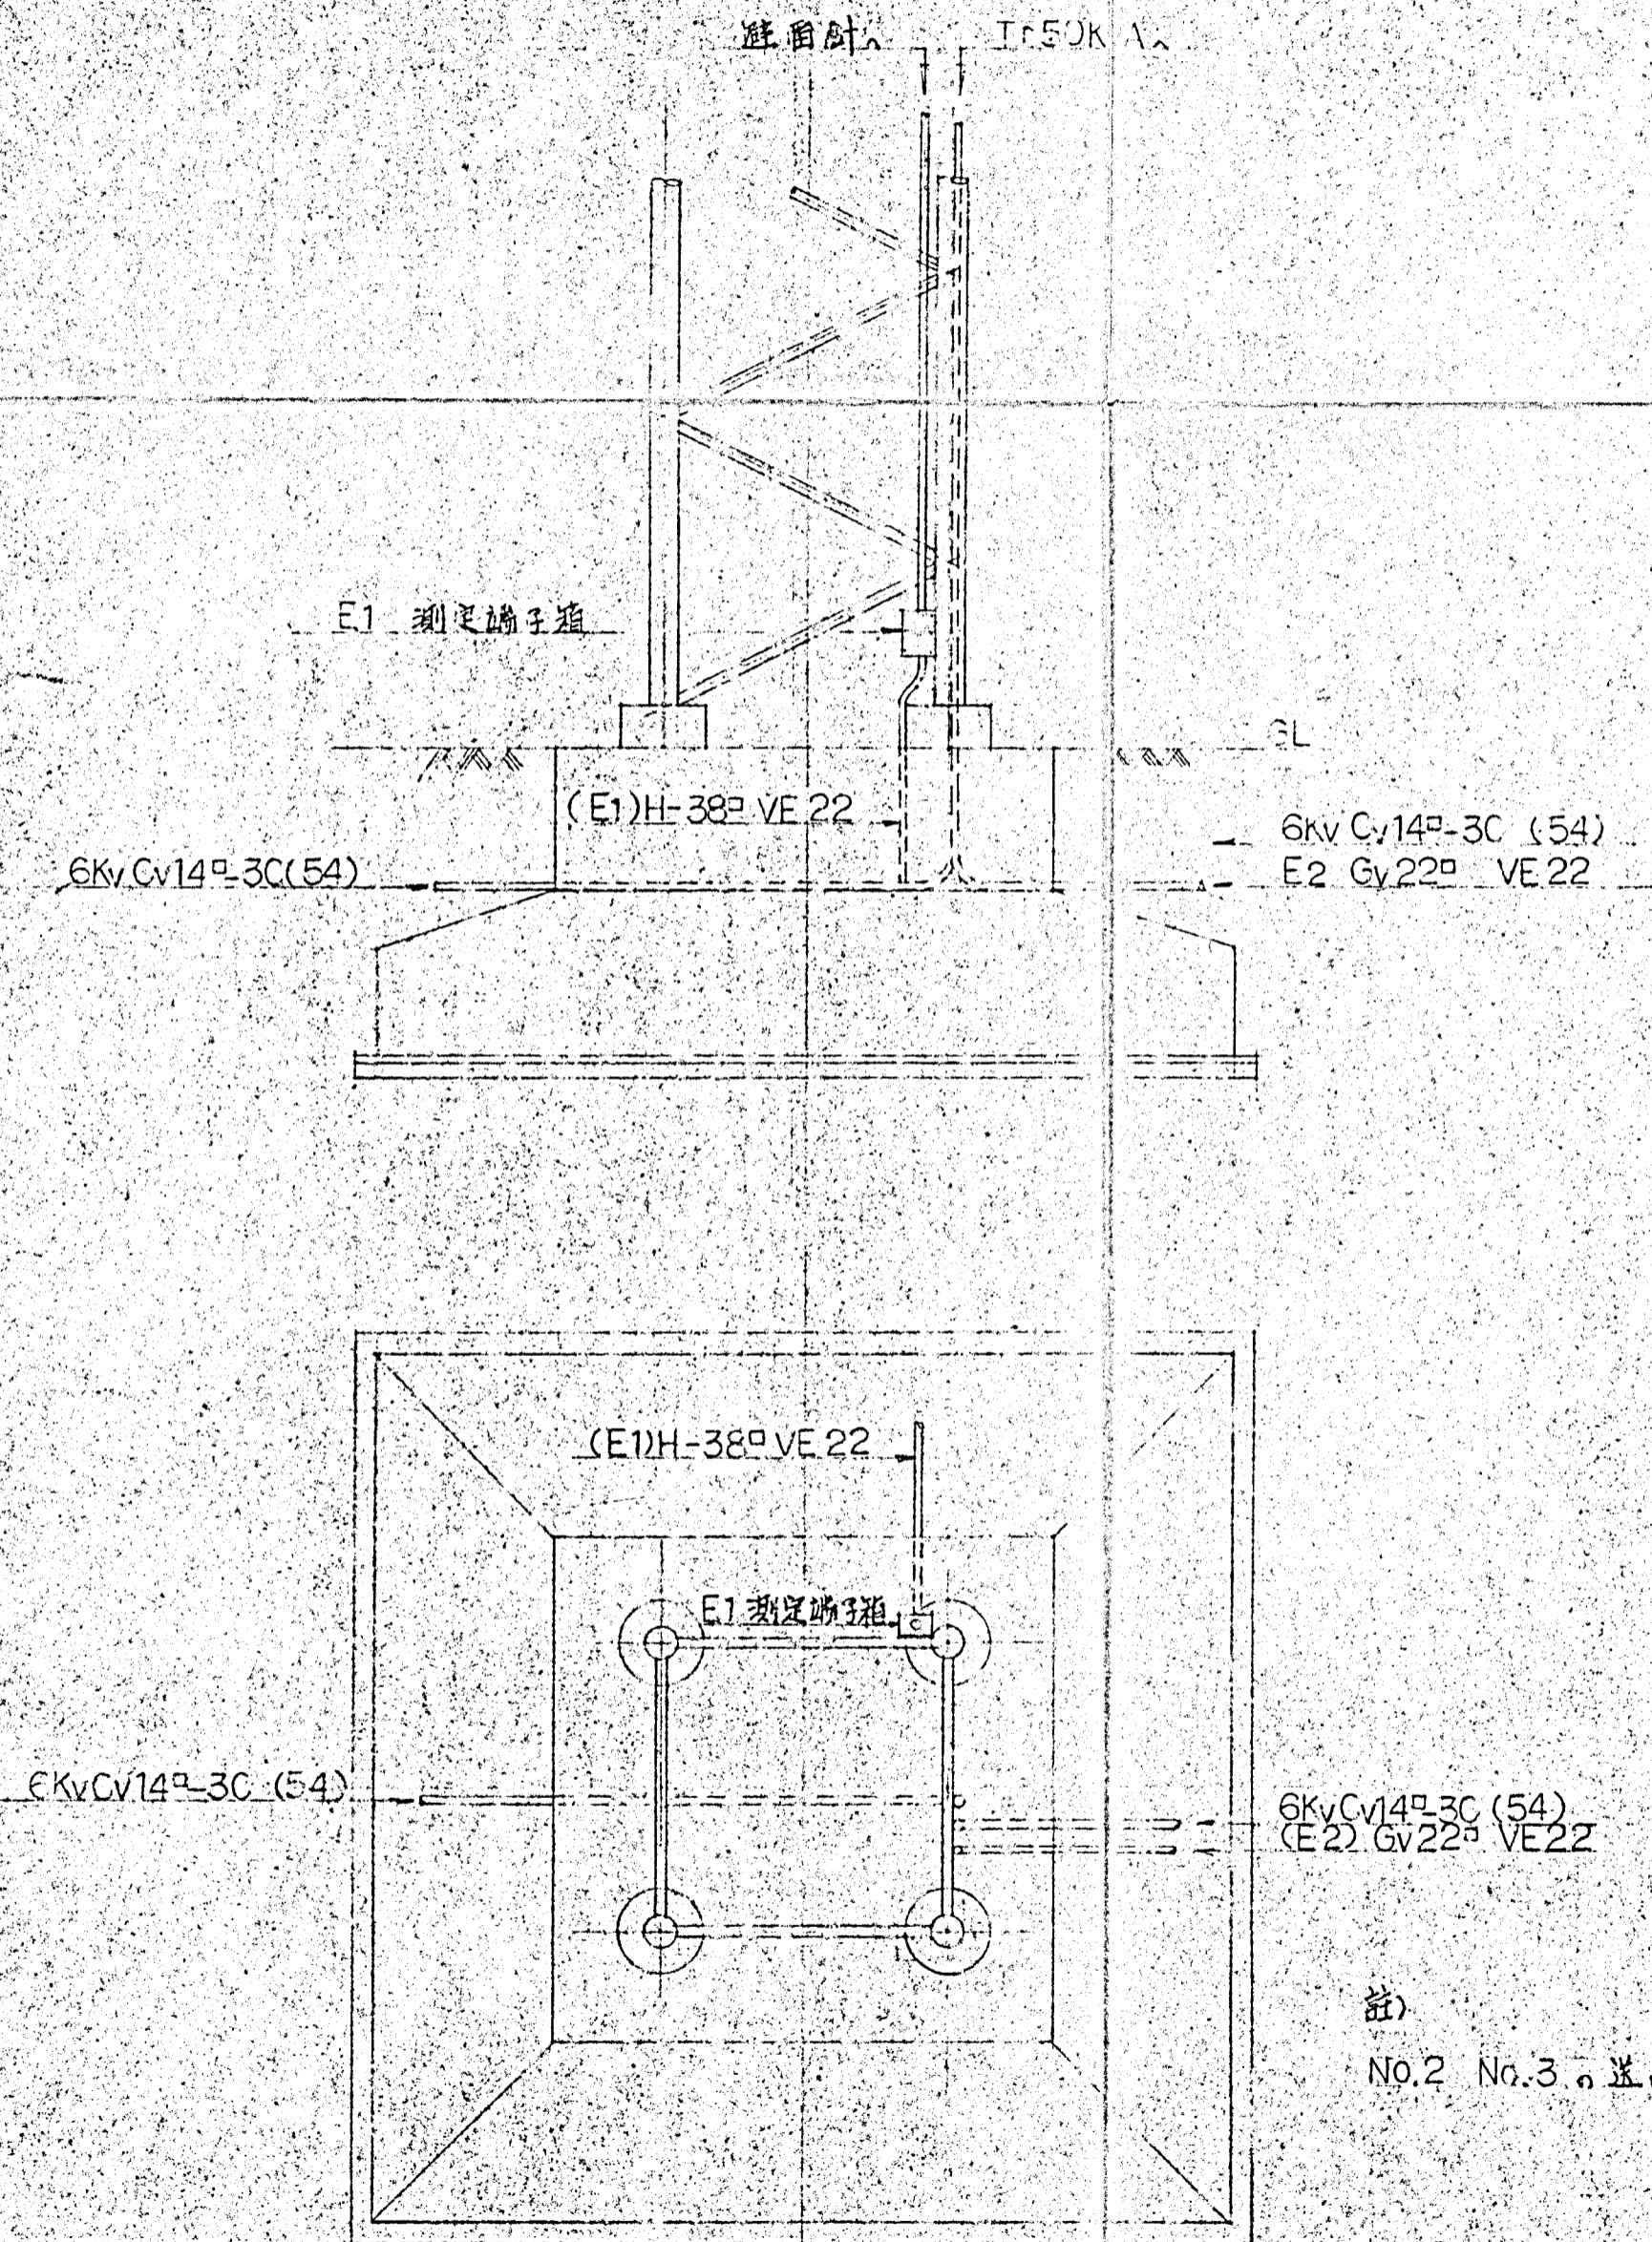 避雷針へ
E1 測定端子箱
GL
(E1)H-38□ VE 22
6Kv Cv14□-3C(54)
6Kv Cv14□-3C (54)
E2 Gv22□ VE 22
(E1)H-38□ VE 22
E1 測定端子箱
6KvCv14□-3C (54)
6KvCv14□-3C (54)
(E2) Gv22□ VE22
註)
No.2 No.3 の 送